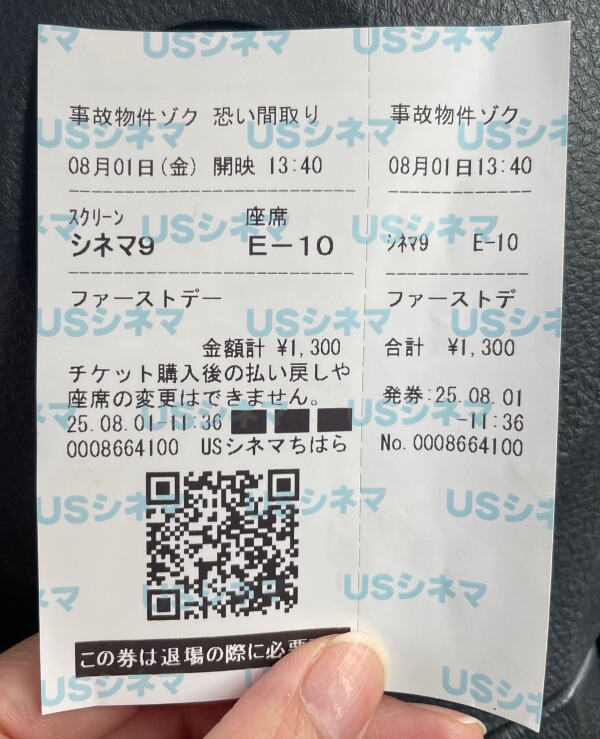 事故物件ゾク 恐い間取り
08月01日(金) 開映 13:40
スクリーン 座席
シネマ9 E-10
ファーストデー
金額計 ¥1,300
チケット購入後の払い戻しや
座席の変更はできません。
25.08.01-11:36
0008664100 USシネマちはら
この券は退場の際に必
事故物件ゾク
08月01日13:40
シネマ9 E-10
ファーストデ
合計 ¥1,300
発券:25.08.01
-11:36
No.0008664100
USシネマ